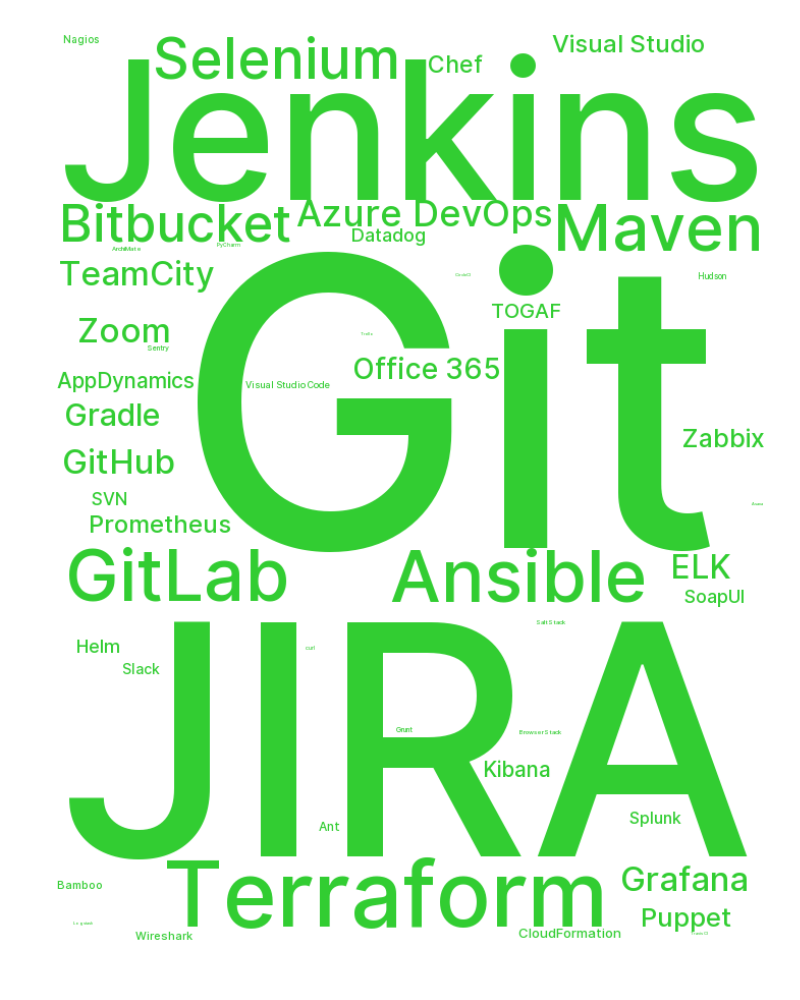 Nagios
Selenium
Chef
Visual Studio
Jenkins
Bitbucket
Azure DevOps
Maven
Datadog
PyCharm
ArchiMate
TeamCity
Hudson
Git
TOGAF
Zoom
Sentry
Office 365
AppDynamics
Visual Studio Code
Gradle
Zabbix
GitHub
SVN
Prometheus
GitLab
Ansible
ELK
SoapUI
SaltStack
JIRA
Helm
Slack
Grunt
BrowserStack
Kibana
Splunk
Ant
Terraform
Grafana
Bamboo
Puppet
Wireshark
CloudFormation